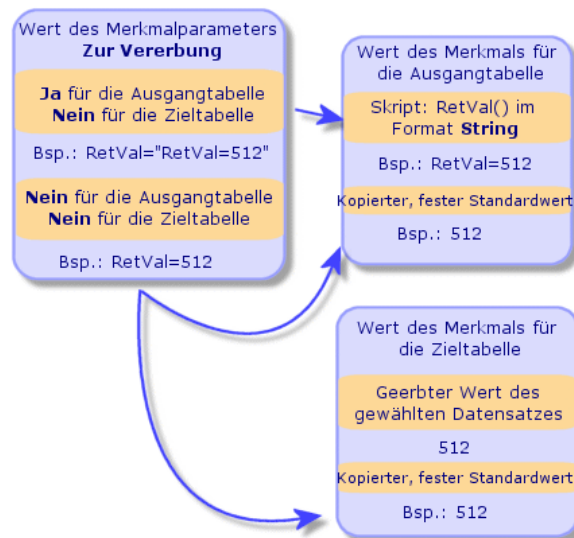 Wert des Merkmalparameters
Zur Vererbung
Ja für die Ausgangtabelle
Nein für die Zieltabelle
Bsp.: RetVal="RetVal=512"
Nein für die Ausgangtabelle
Nein für die Zieltabelle
Bsp.: RetVal=512
Wert des Merkmals für
die Ausgangtabelle
Skript: RetVal() im
Format String
Bsp.: RetVal=512
Kopierter, fester Standardwert
Bsp.: 512
Wert des Merkmals für
die Zieltabelle
Geerbter Wert des
gewählten Datensatzes
512
Kopierter, fester Standardwert
Bsp.: 512